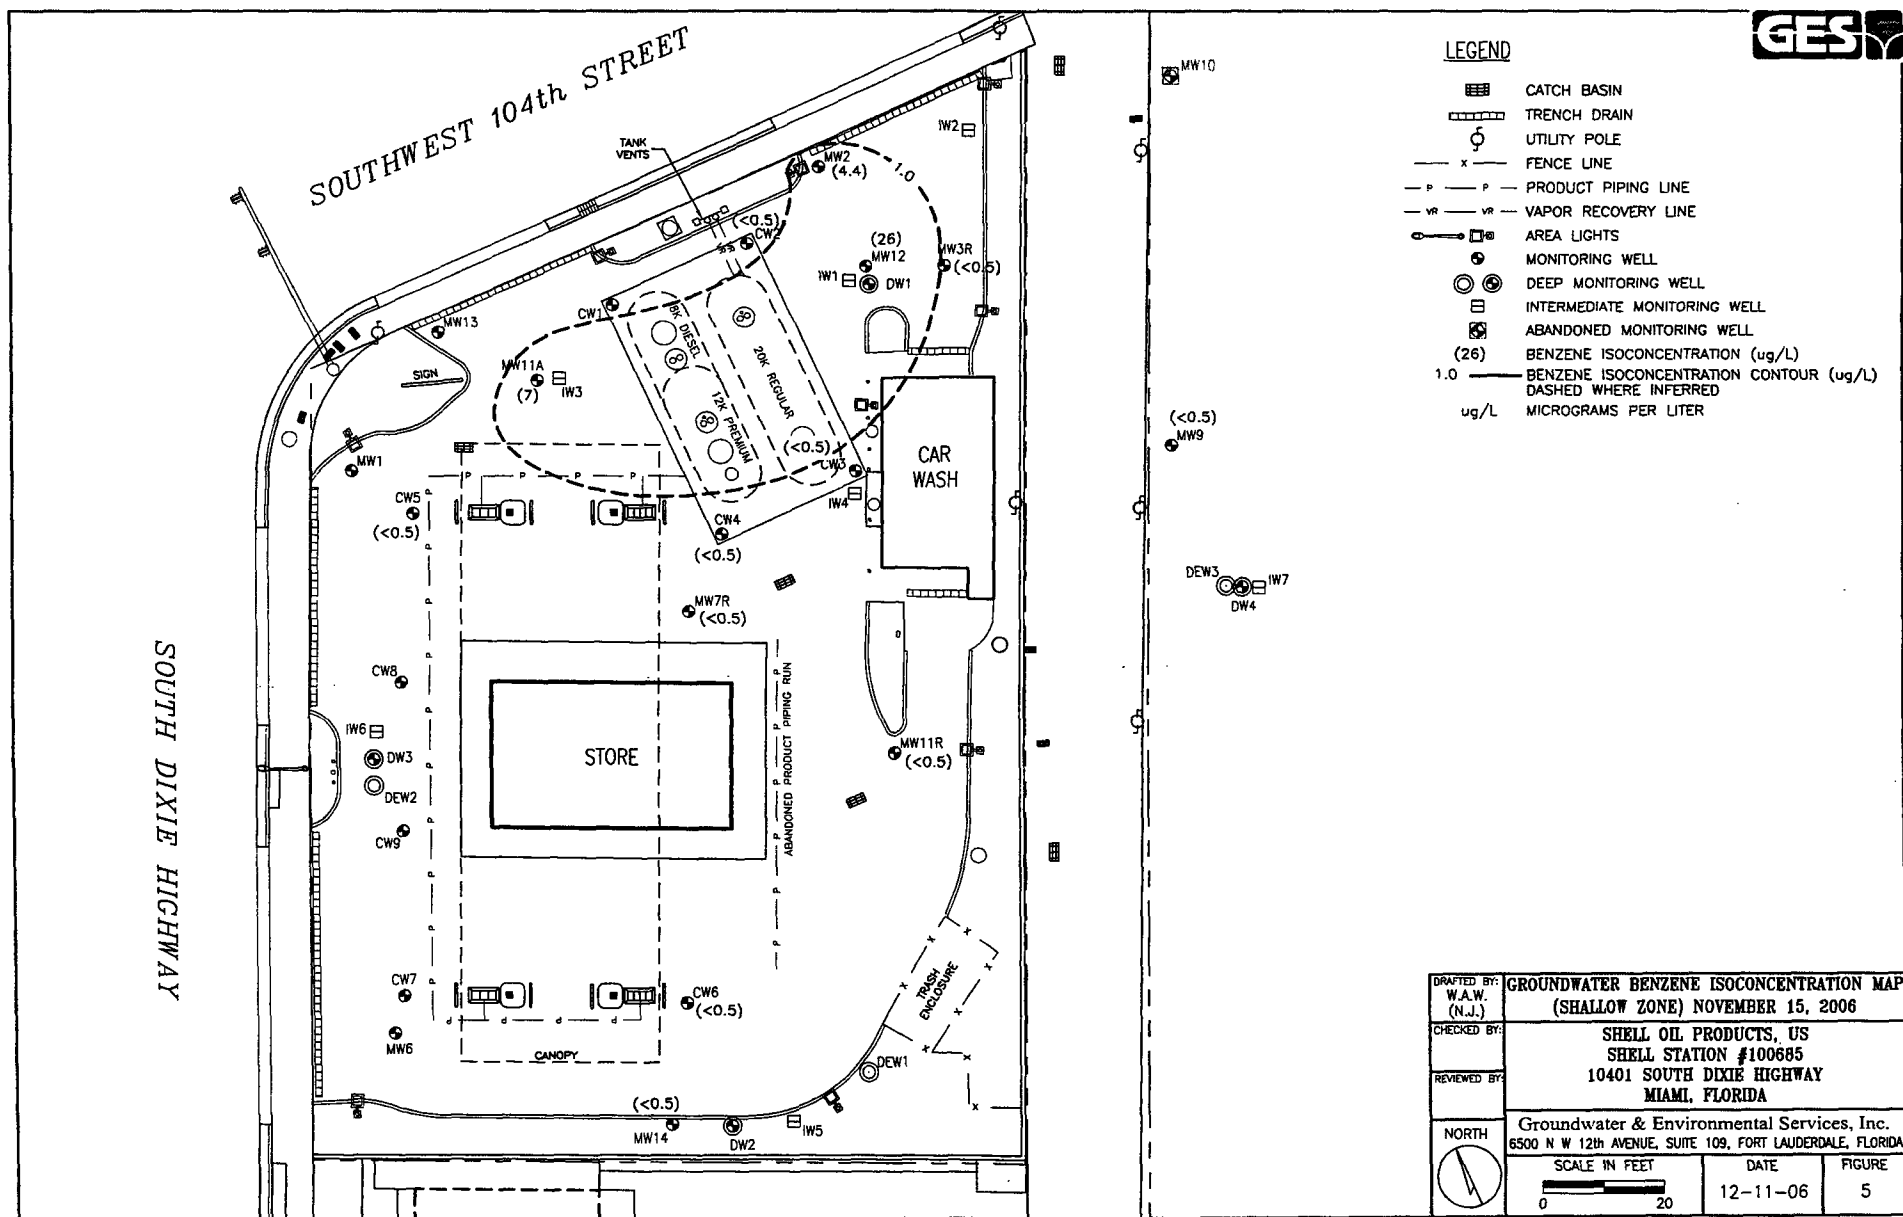 GES
SOUTHWEST 104th STREET
SOUTH DIXIE HIGHWAY
LEGEND
CATCH BASIN
TRENCH DRAIN
UTILITY POLE
x FENCE LINE
P P PRODUCT PIPING LINE
VR VR VAPOR RECOVERY LINE
AREA LIGHTS
MONITORING WELL
DEEP MONITORING WELL
INTERMEDIATE MONITORING WELL
ABANDONED MONITORING WELL
(26) BENZENE ISOCONCENTRATION (ug/L)
1.0 BENZENE ISOCONCENTRATION CONTOUR (ug/L)
DASHED WHERE INFERRED
ug/L MICROGRAMS PER LITER
MW10
IW2
TANK
VENTS
MW2
(4.4)
1.0
(<0.5)
CW2
(26)
MW12
MW3R
(<0.5)
IW1
DW1
CW1
MW13
8K DIESEL
20K REGULAR
12K PREMIUM
SIGN
MW11A
(7)
IW3
(<0.5)
CW3
IW4
CAR
WASH
(<0.5)
MW9
MW1
CW5
(<0.5)
CW4
(<0.5)
DEW3
DW4
IW7
MW7R
(<0.5)
CW8
IW6
DW3
DEW2
CW9
STORE
ABANDONED PRODUCT PIPING RUN
MW11R
(<0.5)
TRASH
ENCLOSURE
CW7
MW6
CW6
(<0.5)
CANOPY
DEW1
(<0.5)
MW14
DW2
IW5
DRAFTED BY:
W.A.W.
(N.J.)
CHECKED BY:
REVIEWED BY:
GROUNDWATER BENZENE ISOCONCENTRATION MAP
(SHALLOW ZONE) NOVEMBER 15, 2006
SHELL OIL PRODUCTS, US
SHELL STATION #100685
10401 SOUTH DIXIE HIGHWAY
MIAMI, FLORIDA
Groundwater & Environmental Services, Inc.
6500 N W 12th AVENUE, SUITE 109, FORT LAUDERDALE, FLORIDA
NORTH
SCALE IN FEET
0 20
DATE
12-11-06
FIGURE
5